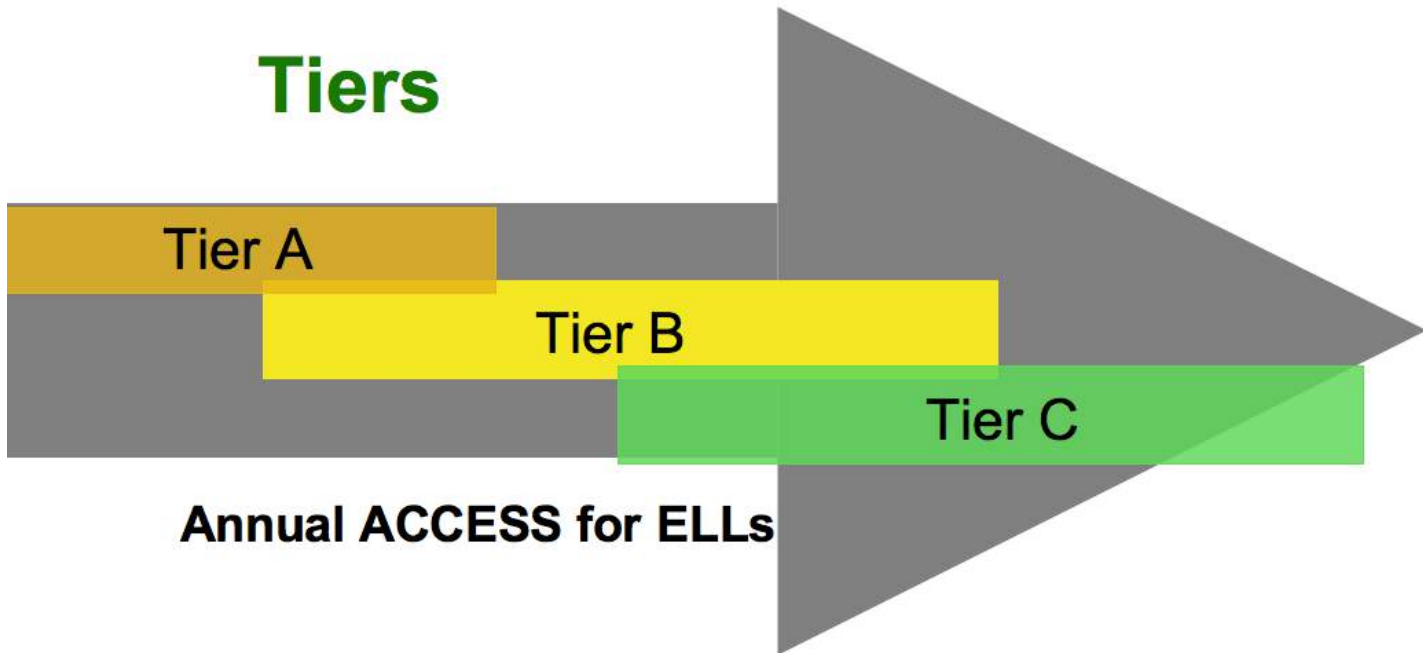 Tiers
Tier A
Tier B
Tier C
Annual ACCESS for ELLs